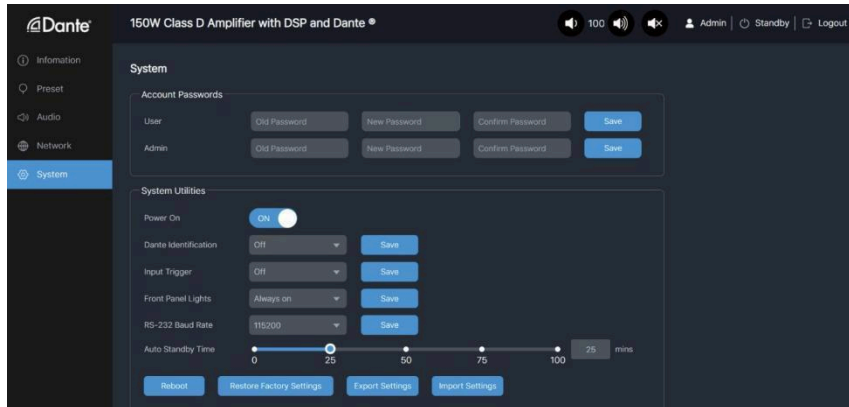 Dante®
150W Class D Amplifier with DSP and Dante ®
100
Admin
Standby
Logout
Infomation
Preset
Audio
Network
System
System
Account Passwords
User Old Password New Password Confirm Password Save
Admin Old Password New Password Confirm Password Save
System Utilities
Power On ON
Dante Identification Off Save
Input Trigger Off Save
Front Panel Lights Always on Save
RS-232 Baud Rate 115200 Save
Auto Standby Time 25 mins
0 25 50 75 100
Reboot Restore Factory Settings Export Settings Import Settings